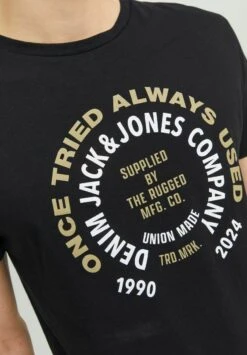 ONCE TRIED ALWAYS USED
DENIM JACK&JONES COMPANY
SUPPLIED
BY
THE RUGGED
MFG. CO.
UNION MADE
TRD.MRK.
1990
2024